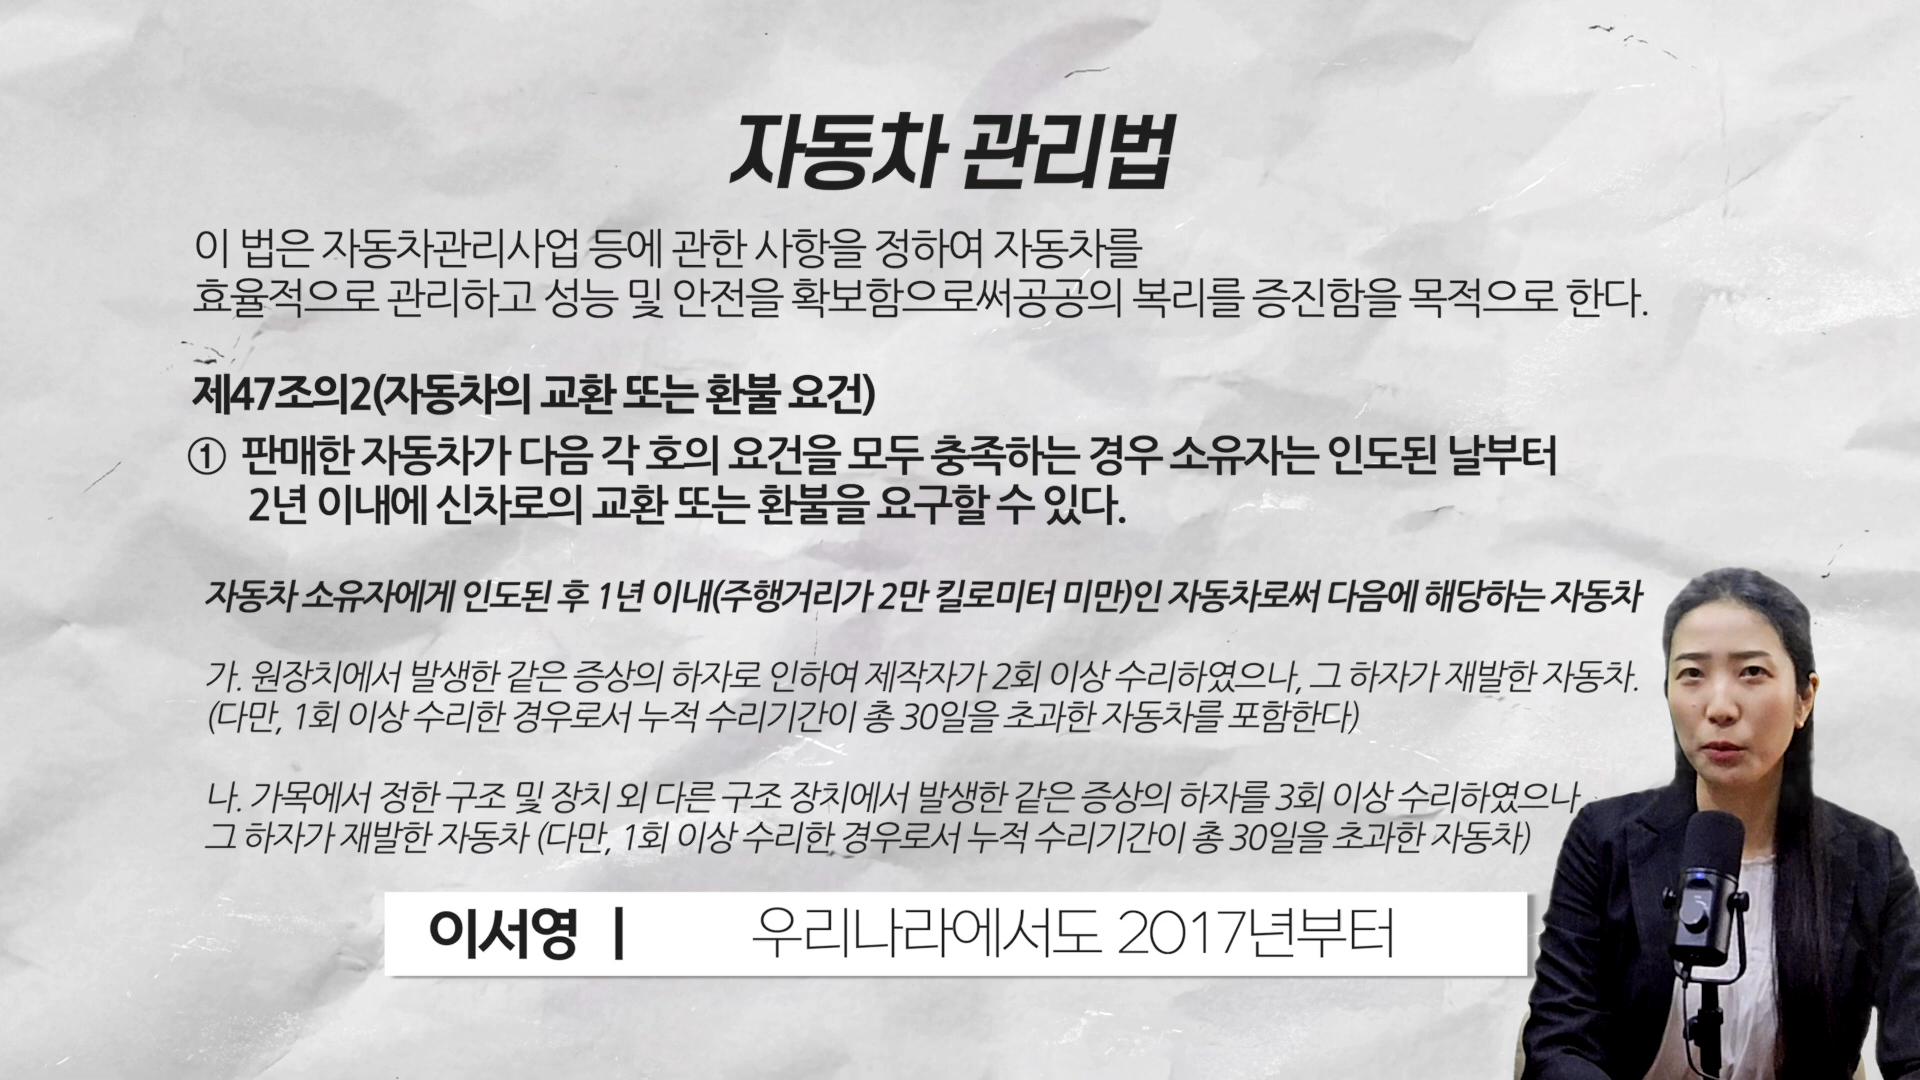 자동차 관리법
이 법은 자동차관리사업 등에 관한 사항을 정하여 자동차를
효율적으로 관리하고 성능 및 안전을 확보함으로써공공의 복리를 증진함을 목적으로 한다.
제47조의2(자동차의 교환 또는 환불 요건)
① 판매한 자동차가 다음 각 호의 요건을 모두 충족하는 경우 소유자는 인도된 날부터
2년 이내에 신차로의 교환 또는 환불을 요구할 수 있다.
자동차 소유자에게 인도된 후 1년 이내(주행거리가 2만 킬로미터 미만)인 자동차로써 다음에 해당하는 자동차
가. 원장치에서 발생한 같은 증상의 하자로 인하여 제작자가 2회 이상 수리하였으나, 그 하자가 재발한 자동차.
(다만, 1회 이상 수리한 경우로서 누적 수리기간이 총 30일을 초과한 자동차를 포함한다)
나. 가목에서 정한 구조 및 장치 외 다른 구조 장치에서 발생한 같은 증상의 하자를 3회 이상 수리하였으나
그 하자가 재발한 자동차 (다만, 1회 이상 수리한 경우로서 누적 수리기간이 총 30일을 초과한 자동차)
이서영 | 우리나라에서도 2017년부터